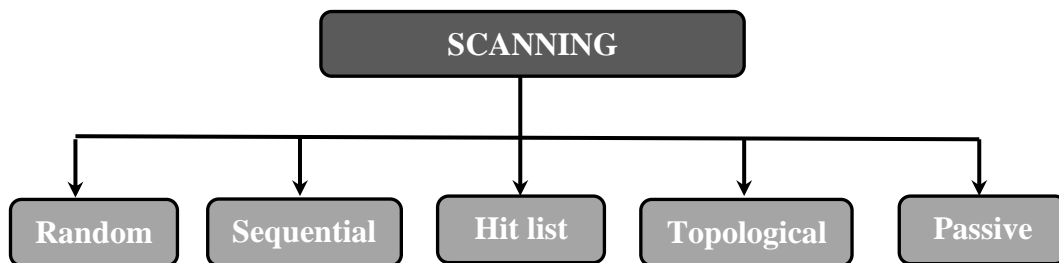 SCANNING
Random
Sequential
Hit list
Topological
Passive